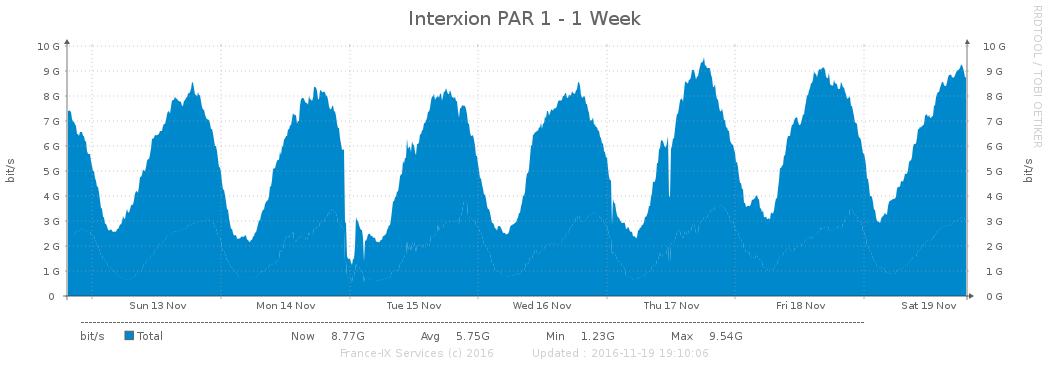 Interxion PAR 1 - 1 Week
RRDTOOL / TOBI OETIKER
bit/s
10 G
9 G
8 G
7 G
6 G
5 G
4 G
3 G
2 G
1 G
0
10 G
9 G
8 G
7 G
6 G
5 G
4 G
3 G
2 G
1 G
0 G
bit/s
Sun 13 Nov Mon 14 Nov Tue 15 Nov Wed 16 Nov Thu 17 Nov Fri 18 Nov Sat 19 Nov
bit/s Total Now 8.77G Avg 5.75G Min 1.23G Max 9.54G
France-IX Services (c) 2016 Updated : 2016-11-19 19:10:06